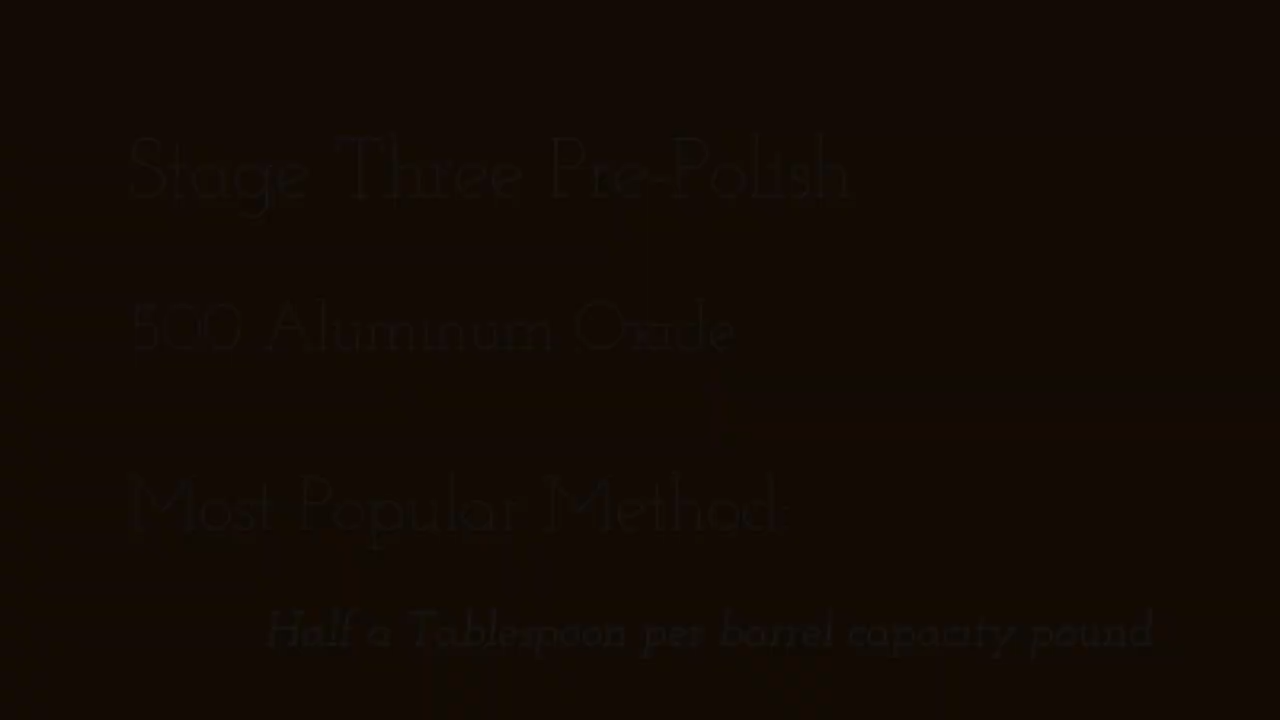 Stage Three Pre-Polish
500 Aluminum Oxide
Most Popular Method:
Half a Tablespoon per barrel capacity pound